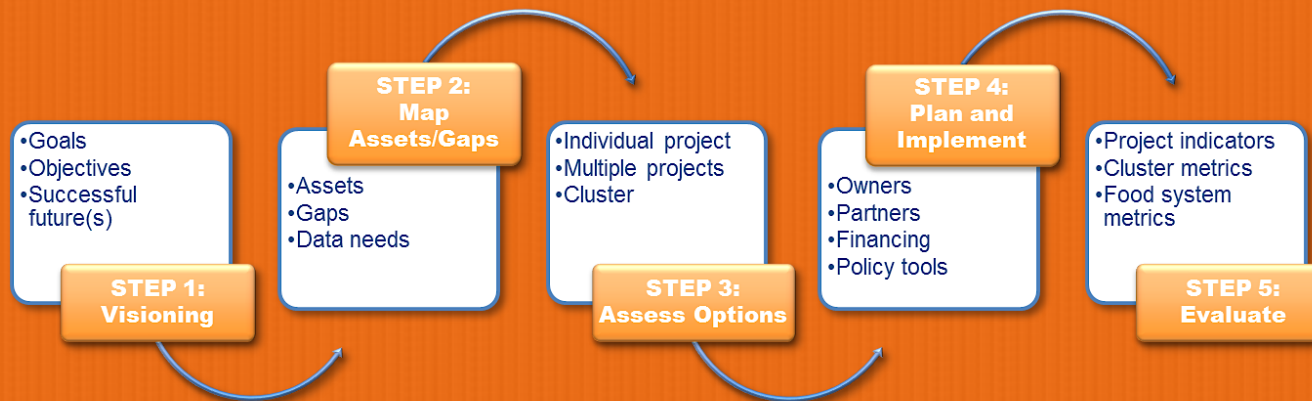 •Goals
•Objectives
•Successful
future(s)
STEP 1:
Visioning
STEP 2:
Map
Assets/Gaps
•Assets
•Gaps
•Data needs
•Individual project
•Multiple projects
•Cluster
STEP 3:
Assess Options
STEP 4:
Plan and
Implement
•Owners
•Partners
•Financing
•Policy tools
•Project indicators
•Cluster metrics
•Food system
metrics
STEP 5:
Evaluate